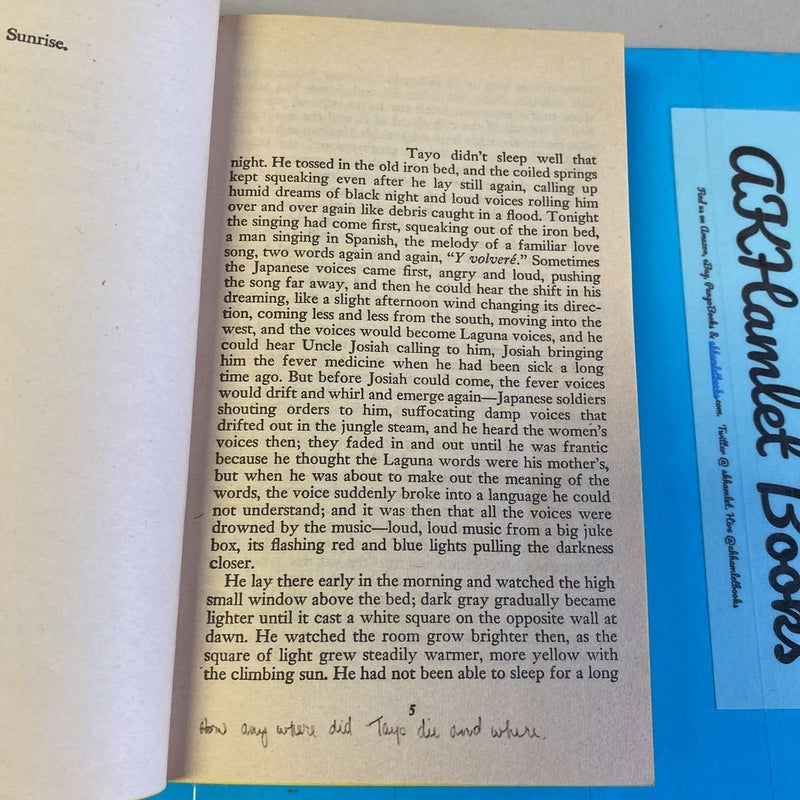 Sunrise.
Tayo didn't sleep well that
night. He tossed in the old iron bed, and the coiled springs
kept squeaking even after he lay still again, calling up
humid dreams of black night and loud voices rolling him
over and over again like debris caught in a flood. Tonight
the singing had come first, squeaking out of the iron bed,
a man singing in Spanish, the melody of a familiar love
song, two words again and again, "Y volveré." Sometimes
the Japanese voices came first, angry and loud, pushing
the song far away, and then he could hear the shift in his
dreaming, like a slight afternoon wind changing its direc-
tion, coming less and less from the south, moving into the
west, and the voices would become Laguna voices, and he
could hear Uncle Josiah calling to him, Josiah bringing
him the fever medicine when he had been sick a long
time ago. But before Josiah could come, the fever voices
would drift and whirl and emerge again—Japanese soldiers
shouting orders to him, suffocating damp voices that
drifted out in the jungle steam, and he heard the women's
voices then; they faded in and out until he was frantic
because he thought the Laguna words were his mother's,
but when he was about to make out the meaning of the
words, the voice suddenly broke into a language he could
not understand; and it was then that all the voices were
drowned by the music—loud, loud music from a big juke
box, its flashing red and blue lights pulling the darkness
closer.
He lay there early in the morning and watched the high
small window above the bed; dark gray gradually became
lighter until it cast a white square on the opposite wall at
dawn. He watched the room grow brighter then, as the
square of light grew steadily warmer, more yellow with
the climbing sun. He had not been able to sleep for a long
5
How any where did Tayo die and where.
AKHamlet Books
Find us on Amazon, eBay, PangoBooks & akhamletbooks.com. Twitter @ akhamlet. Hive @akhamletbooks